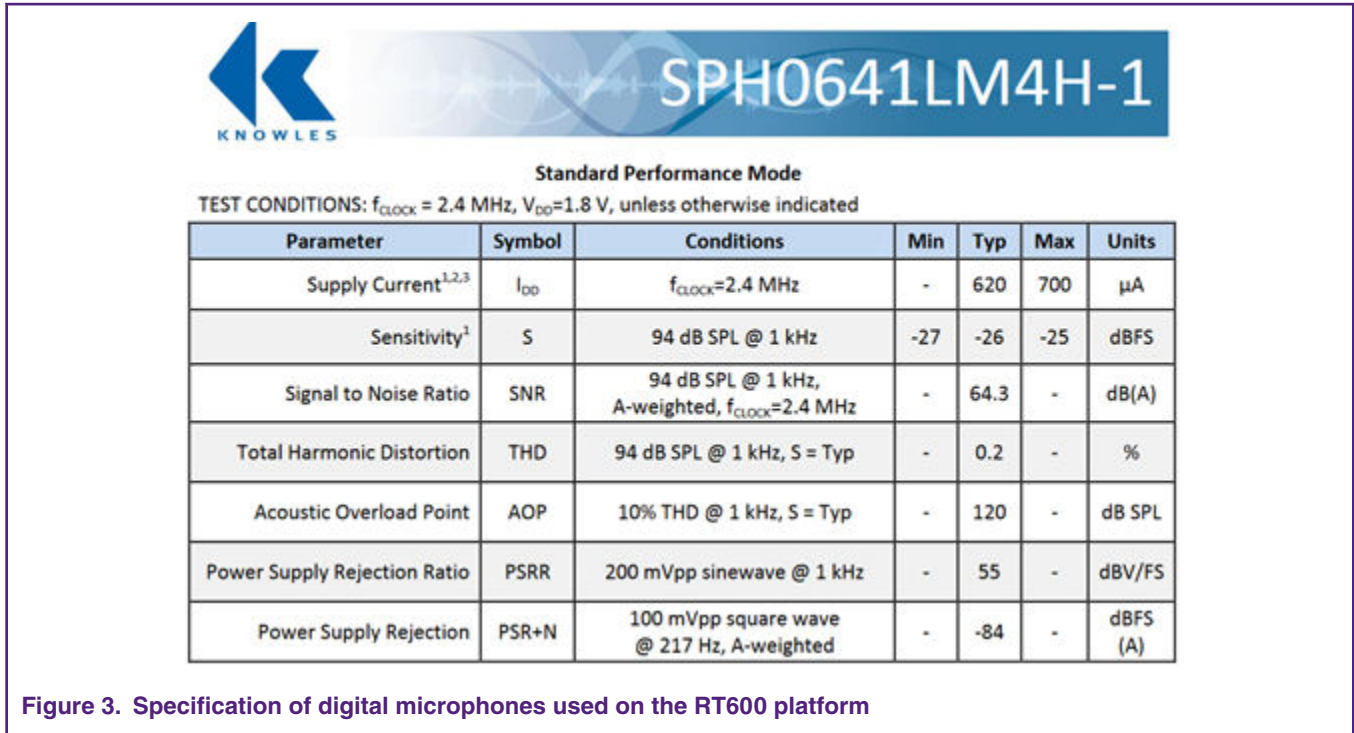 KNOWLES
SPH0641LM4H-1
Standard Performance Mode
TEST CONDITIONS: fCLOCK = 2.4 MHz, VDD=1.8 V, unless otherwise indicated
Parameter Symbol Conditions Min Typ Max Units
Supply Current1,2,3 IDD fCLOCK=2.4 MHz - 620 700 µA
Sensitivity1 S 94 dB SPL @ 1 kHz -27 -26 -25 dBFS
Signal to Noise Ratio SNR 94 dB SPL @ 1 kHz,
A-weighted, fCLOCK=2.4 MHz - 64.3 - dB(A)
Total Harmonic Distortion THD 94 dB SPL @ 1 kHz, S = Typ - 0.2 - %
Acoustic Overload Point AOP 10% THD @ 1 kHz, S = Typ - 120 - dB SPL
Power Supply Rejection Ratio PSRR 200 mVpp sinewave @ 1 kHz - 55 - dBV/FS
Power Supply Rejection PSR+N 100 mVpp square wave
@ 217 Hz, A-weighted - -84 - dBFS
(A)
Figure 3. Specification of digital microphones used on the RT600 platform